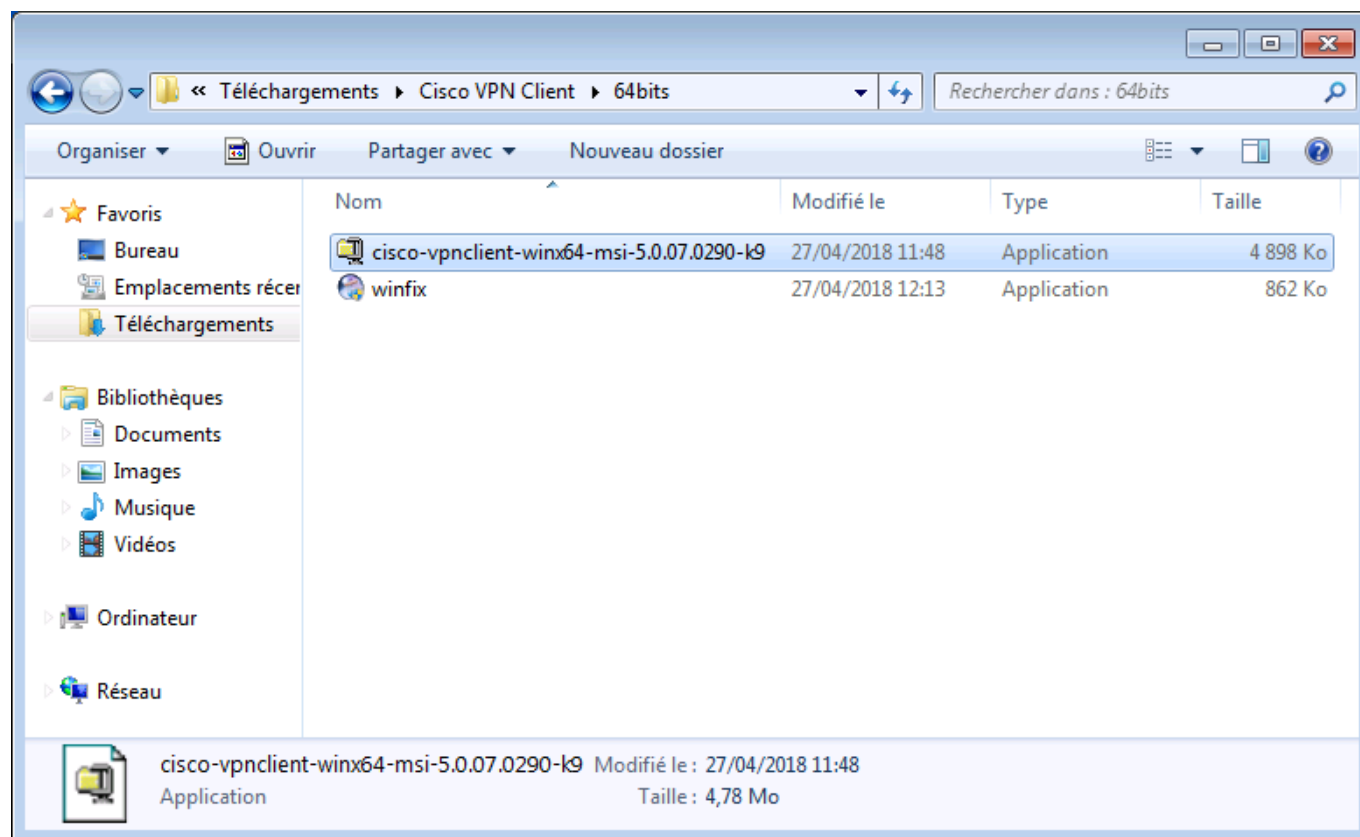 « Téléchargements ▸ Cisco VPN Client ▸ 64bits
Rechercher dans : 64bits
Organiser ▼ Ouvrir Partager avec ▼ Nouveau dossier
Favoris
Bureau
Emplacements récer
Téléchargements
Bibliothèques
Documents
Images
Musique
Vidéos
Ordinateur
Réseau
Nom Modifié le Type Taille
cisco-vpnclient-winx64-msi-5.0.07.0290-k9 27/04/2018 11:48 Application 4 898 Ko
winfix 27/04/2018 12:13 Application 862 Ko
cisco-vpnclient-winx64-msi-5.0.07.0290-k9 Modifié le : 27/04/2018 11:48
Application Taille : 4,78 Mo